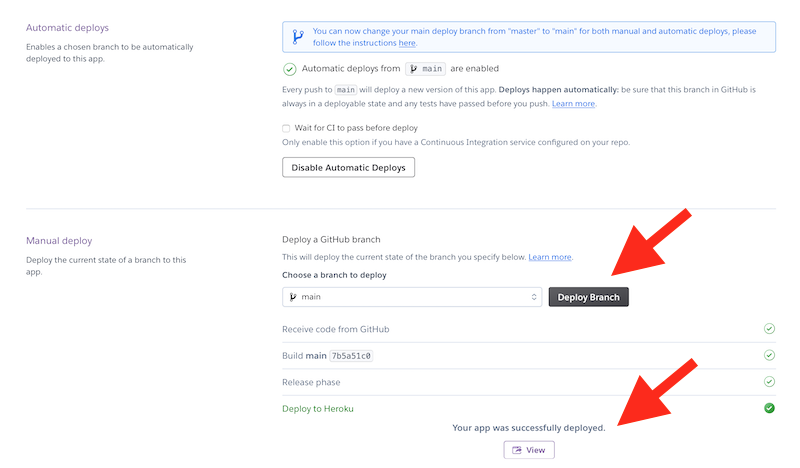 Automatic deploys
Enables a chosen branch to be automatically
deployed to this app.
You can now change your main deploy branch from "master" to "main" for both manual and automatic deploys, please
follow the instructions here.
Automatic deploys from main are enabled
Every push to main will deploy a new version of this app. Deploys happen automatically: be sure that this branch in GitHub is
always in a deployable state and any tests have passed before you push. Learn more.
Wait for CI to pass before deploy
Only enable this option if you have a Continuous Integration service configured on your repo.
Disable Automatic Deploys
Manual deploy
Deploy the current state of a branch to this
app.
Deploy a GitHub branch
This will deploy the current state of the branch you specify below. Learn more.
Choose a branch to deploy
main
Deploy Branch
Receive code from GitHub
Build main 7b5a51c0
Release phase
Deploy to Heroku
Your app was successfully deployed.
View